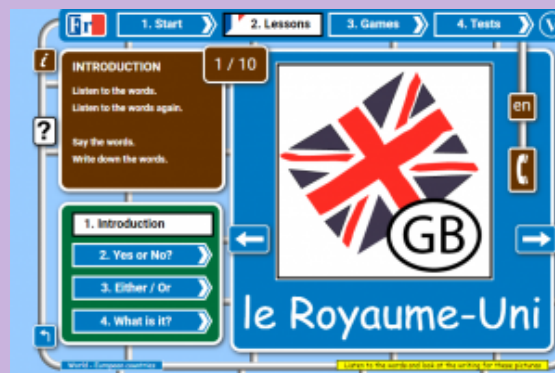 Fr
1. Start
2. Lessons
3. Games
4. Tests
i
INTRODUCTION
Listen to the words.
Listen to the words again.
Say the words.
Write down the words.
1 / 10
?
en
GB
1. Introduction
2. Yes or No?
3. Either / Or
4. What is it?
le Royaume-Uni
World - European countries
Listen to the words and look at the writing for these pictures